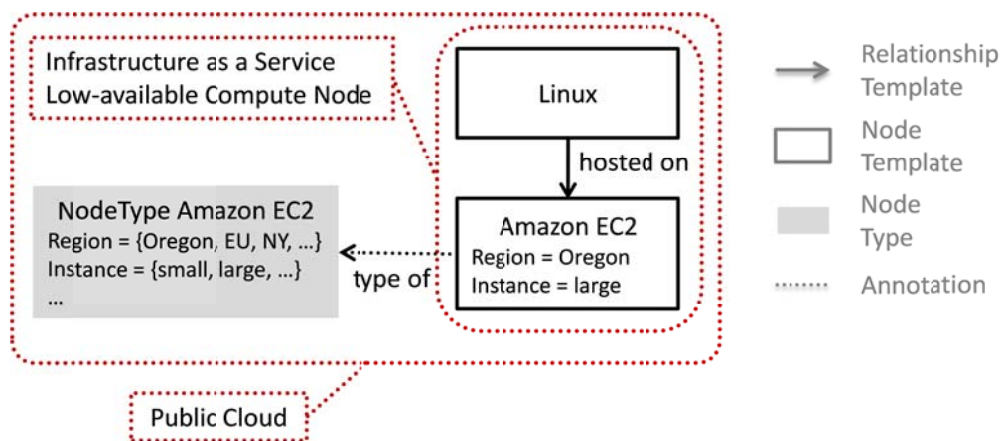 Infrastructure as a Service
Low-available Compute Node
Linux
hosted on
NodeType Amazon EC2
Region = {Oregon, EU, NY, ...}
Instance = {small, large, ...}
...
type of
Amazon EC2
Region = Oregon
Instance = large
Public Cloud
Relationship
Template
Node
Template
Node
Type
Annotation